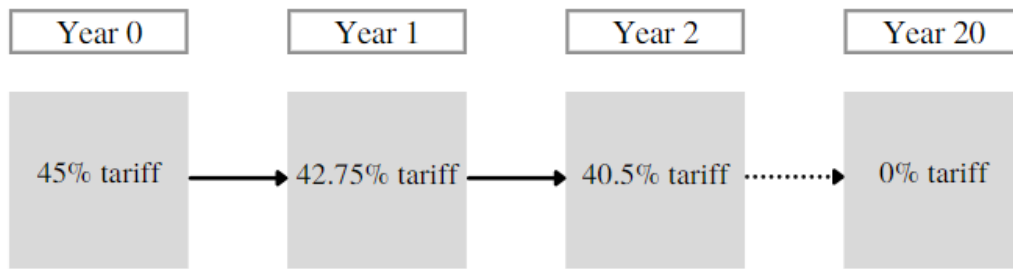 Year 0
Year 1
Year 2
Year 20
45% tariff
42.75% tariff
40.5% tariff
0% tariff